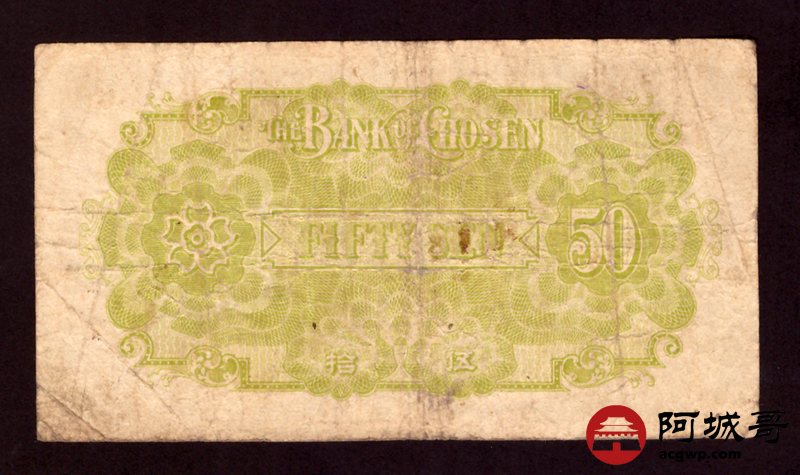 THE BANK OF CHOSEN
FIFTY SEN
50
拾 伍
阿城哥
acgwp.com